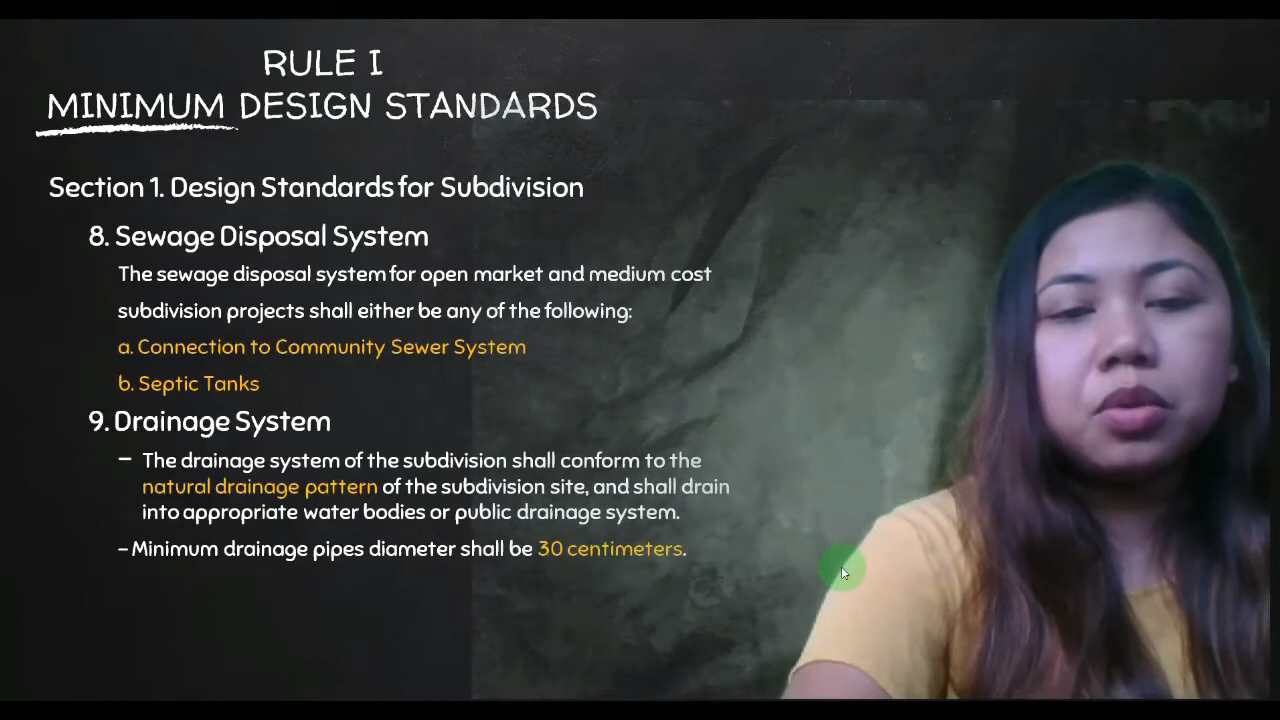 RULE I
MINIMUM DESIGN STANDARDS
Section 1. Design Standards for Subdivision
8. Sewage Disposal System
The sewage disposal system for open market and medium cost
subdivision projects shall either be any of the following:
a. Connection to Community Sewer System
b. Septic Tanks
9. Drainage System
– The drainage system of the subdivision shall conform to the
natural drainage pattern of the subdivision site, and shall drain
into appropriate water bodies or public drainage system.
– Minimum drainage pipes diameter shall be 30 centimeters.